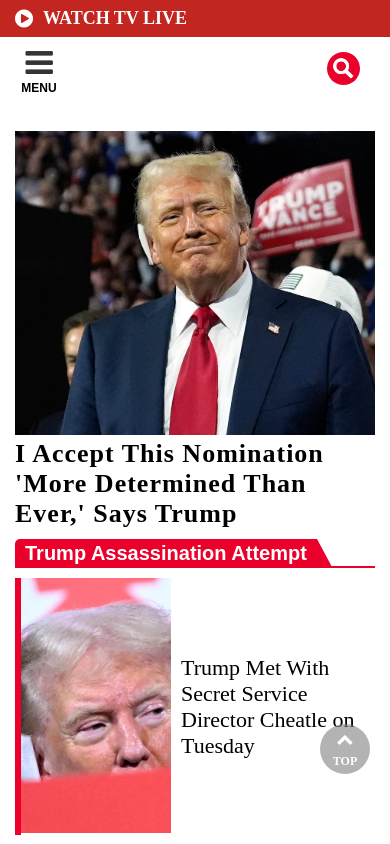 WATCH TV LIVE
MENU
TRUMP
VANCE
I Accept This Nomination
'More Determined Than
Ever,' Says Trump
Trump Assassination Attempt
Trump Met With
Secret Service
Director Cheatle on
Tuesday
TOP